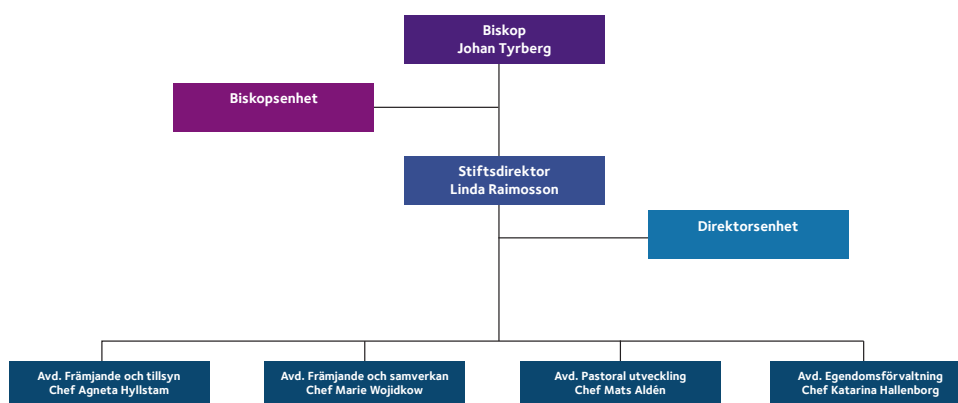 Biskop
Johan Tyrberg
Biskopsenhet
Stiftsdirektor
Linda Raimosson
Direktorsenhet
Avd. Främjande och tillsyn
Chef Agneta Hyllstam
Avd. Främjande och samverkan
Chef Marie Wojidkow
Avd. Pastoral utveckling
Chef Mats Aldén
Avd. Egendomsförvaltning
Chef Katarina Hallenborg